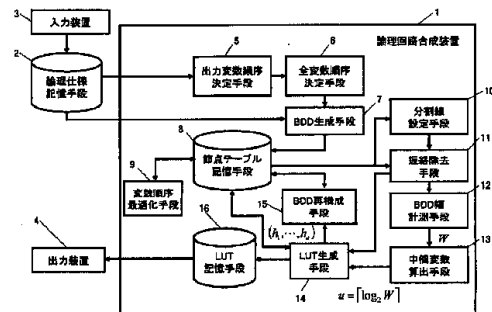 1
3
入力装置
論理回路合成装置
5
6
2
論理仕様
記憶手段
出力変数順序
決定手段
全変数順序
決定手段
10
7
BDD生成手段
分割線
設定手段
8
11
節点テーブル
記憶手段
短絡除去
手段
9
変数順序
最適化手段
12
BDD再構成
手段
15
BDD幅
計測手段
16
4
(h₁,⋯,hᵤ)
W
13
出力装置
LUT
記憶手段
LUT生成
手段
中間変数
算出手段
14
u=⌈log₂W⌉